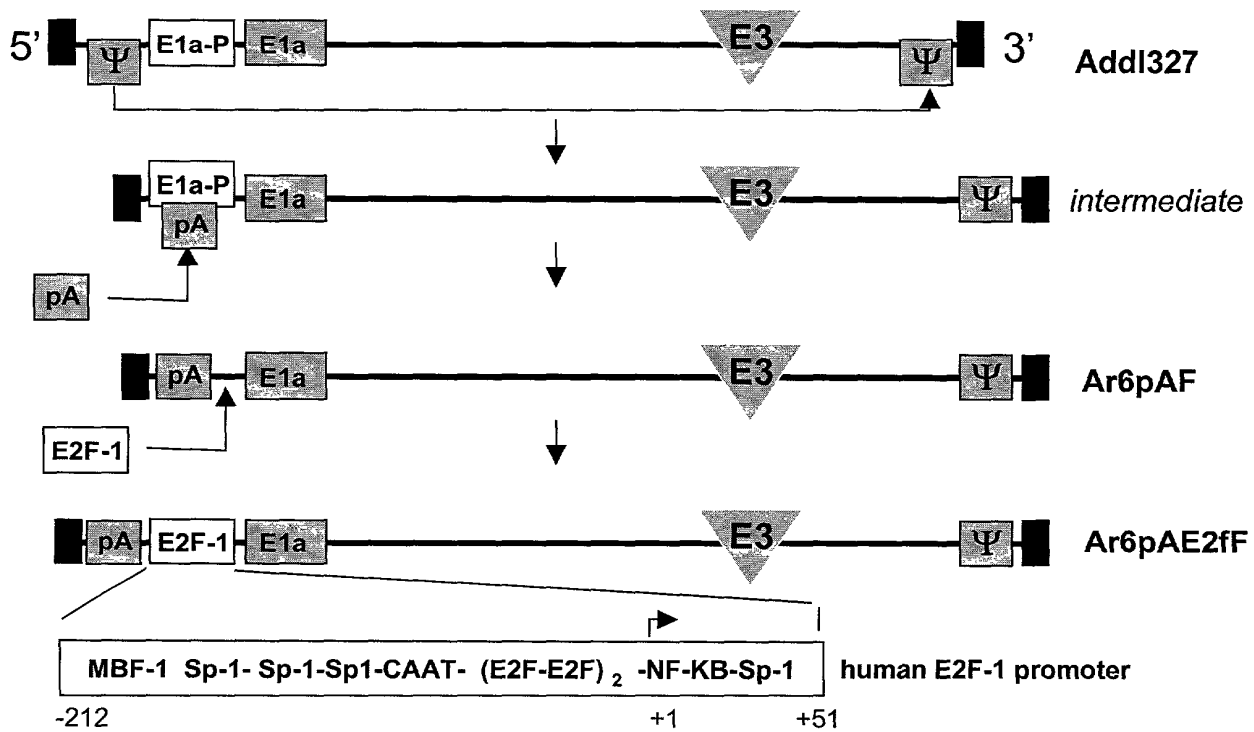 5’ Ψ E1a-P E1a E3 Ψ 3’ Addl327
E1a-P E1a E3 Ψ intermediate
pA
pA
pA E1a E3 Ψ Ar6pAF
E2F-1
pA E2F-1 E1a E3 Ψ Ar6pAE2fF
MBF-1 Sp-1- Sp-1-Sp1-CAAT- (E2F-E2F) 2 -NF-KB-Sp-1 human E2F-1 promoter
-212 +1 +51